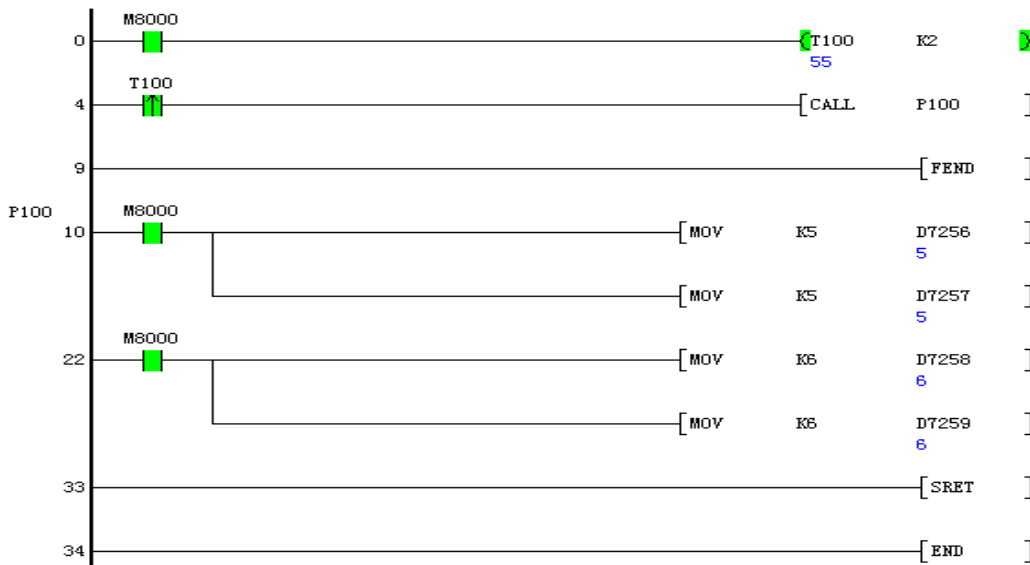 M8000
0 T100 K2
55
T100
4 CALL P100
9 FEND
P100 M8000
10 MOV K5 D7256
5
MOV K5 D7257
5
M8000
22 MOV K6 D7258
6
MOV K6 D7259
6
33 SRET
34 END